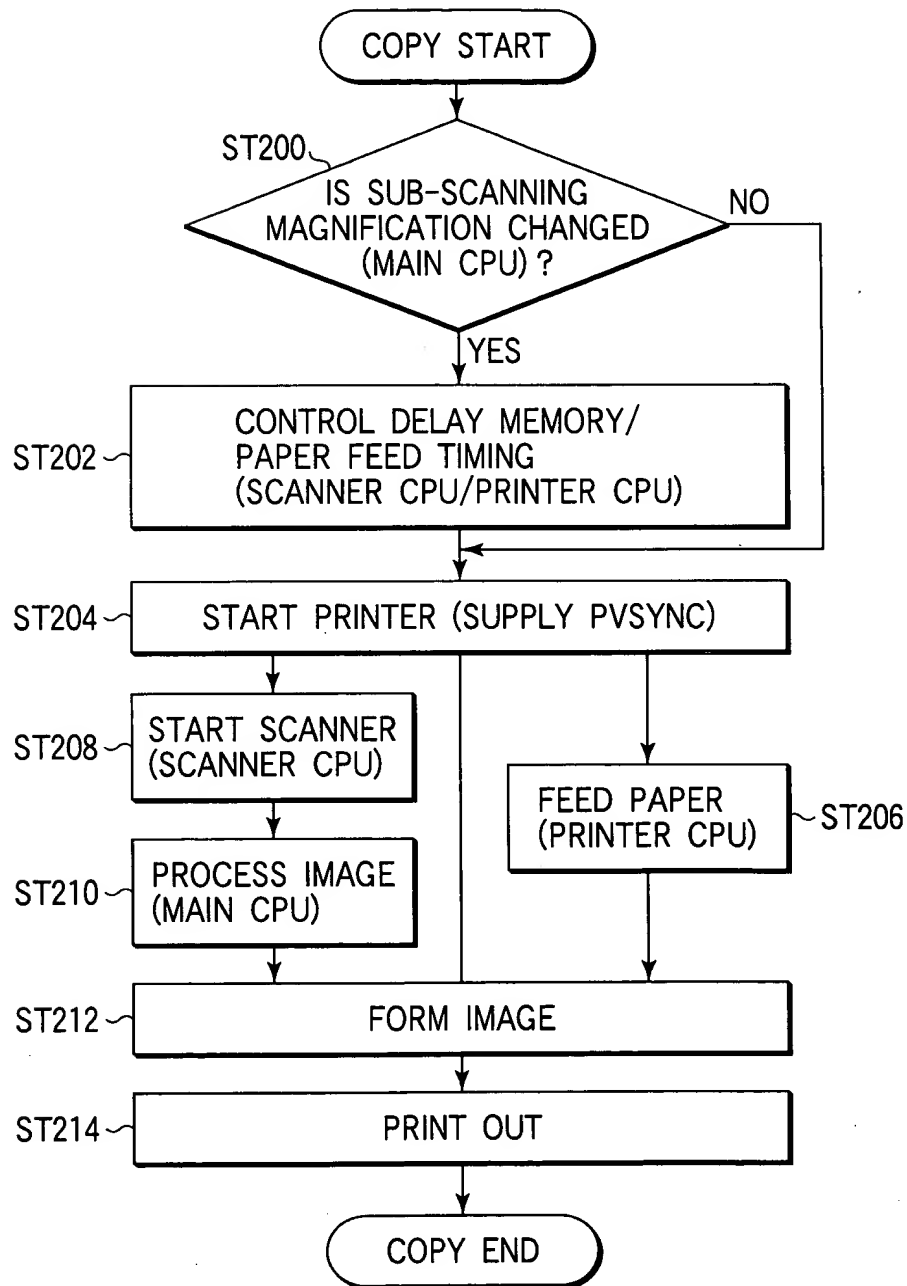 COPY START
ST200
IS SUB-SCANNING
MAGNIFICATION CHANGED
(MAIN CPU)?
NO
YES
ST202
CONTROL DELAY MEMORY/
PAPER FEED TIMING
(SCANNER CPU/PRINTER CPU)
ST204
START PRINTER (SUPPLY PVSYNC)
ST208
START SCANNER
(SCANNER CPU)
FEED PAPER
(PRINTER CPU)
ST206
ST210
PROCESS IMAGE
(MAIN CPU)
ST212
FORM IMAGE
ST214
PRINT OUT
COPY END